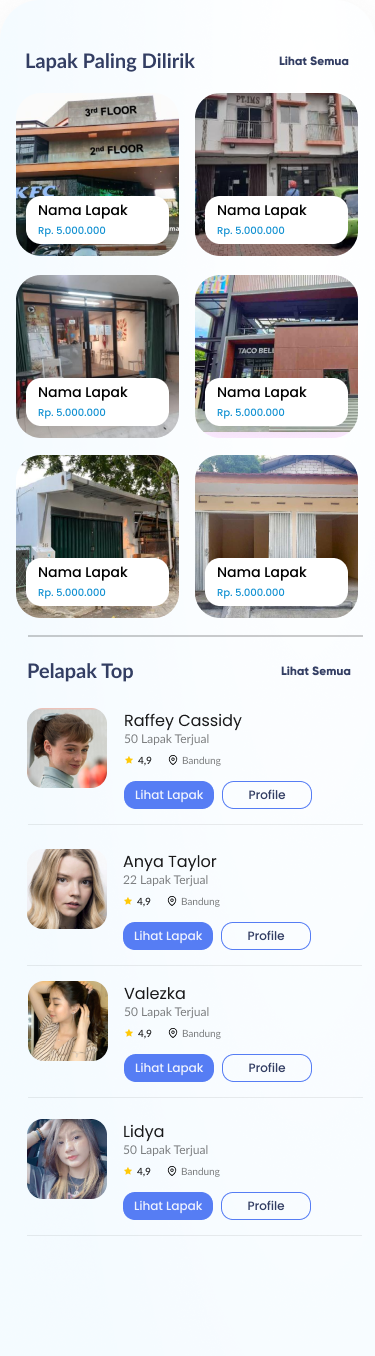 Lapak Paling Dilirik
Lihat Semua
3rd FLOOR
2nd FLOOR
KFC
Nama Lapak
Rp. 5.000.000
PT.IMS
Nama Lapak
Rp. 5.000.000
Nama Lapak
Rp. 5.000.000
TACO BELL
Nama Lapak
Rp. 5.000.000
Nama Lapak
Rp. 5.000.000
Nama Lapak
Rp. 5.000.000
Pelapak Top
Lihat Semua
Raffey Cassidy
50 Lapak Terjual
4,9 Bandung
Lihat Lapak Profile
Anya Taylor
22 Lapak Terjual
4,9 Bandung
Lihat Lapak Profile
Valezka
50 Lapak Terjual
4,9 Bandung
Lihat Lapak Profile
Lidya
50 Lapak Terjual
4,9 Bandung
Lihat Lapak Profile